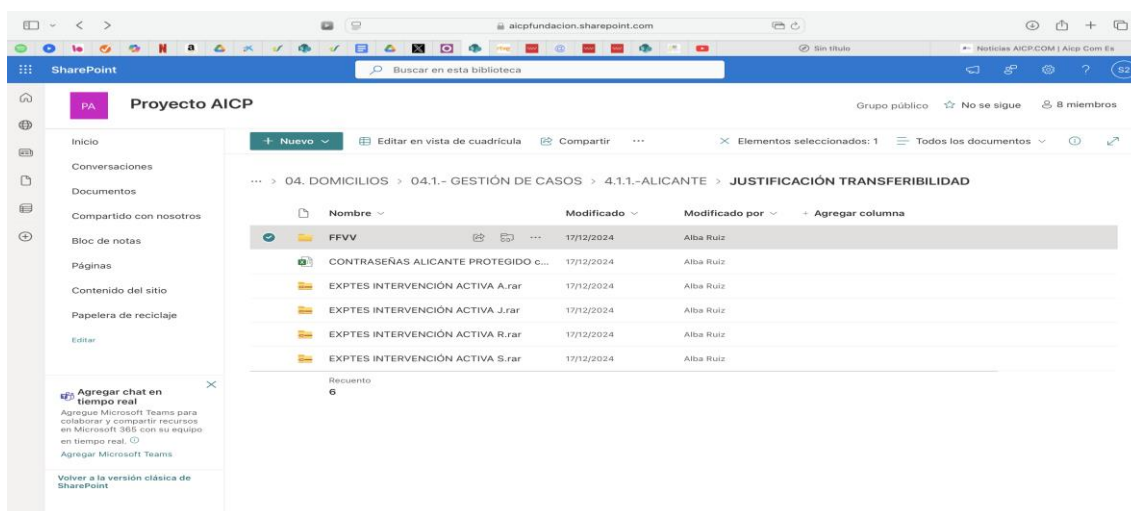 aicpfundacion.sharepoint.com
Sin título
Noticias AICP.COM | Aicp Com Es
SharePoint
Buscar en esta biblioteca
S2
PA
Proyecto AICP
Grupo público
No se sigue
8 miembros
Inicio
Conversaciones
Documentos
Compartido con nosotros
Bloc de notas
Páginas
Contenido del sitio
Papelera de reciclaje
Editar
+ Nuevo
Editar en vista de cuadrícula
Compartir
...
Elementos seleccionados: 1
Todos los documentos
... > 04. DOMICILIOS > 04.1.- GESTIÓN DE CASOS > 4.1.1.-ALICANTE > JUSTIFICACIÓN TRANSFERIBILIDAD
Nombre Modificado Modificado por + Agregar columna
FFVV ... 17/12/2024 Alba Ruiz
CONTRASEÑAS ALICANTE PROTEGIDO c... 17/12/2024 Alba Ruiz
EXPTES INTERVENCIÓN ACTIVA A.rar 17/12/2024 Alba Ruiz
EXPTES INTERVENCIÓN ACTIVA J.rar 17/12/2024 Alba Ruiz
EXPTES INTERVENCIÓN ACTIVA R.rar 17/12/2024 Alba Ruiz
EXPTES INTERVENCIÓN ACTIVA S.rar 17/12/2024 Alba Ruiz
Recuento
6
Agregar chat en
tiempo real
Agregue Microsoft Teams para
colaborar y compartir recursos
en Microsoft 365 con su equipo
en tiempo real.
Agregar Microsoft Teams
Volver a la versión clásica de
SharePoint